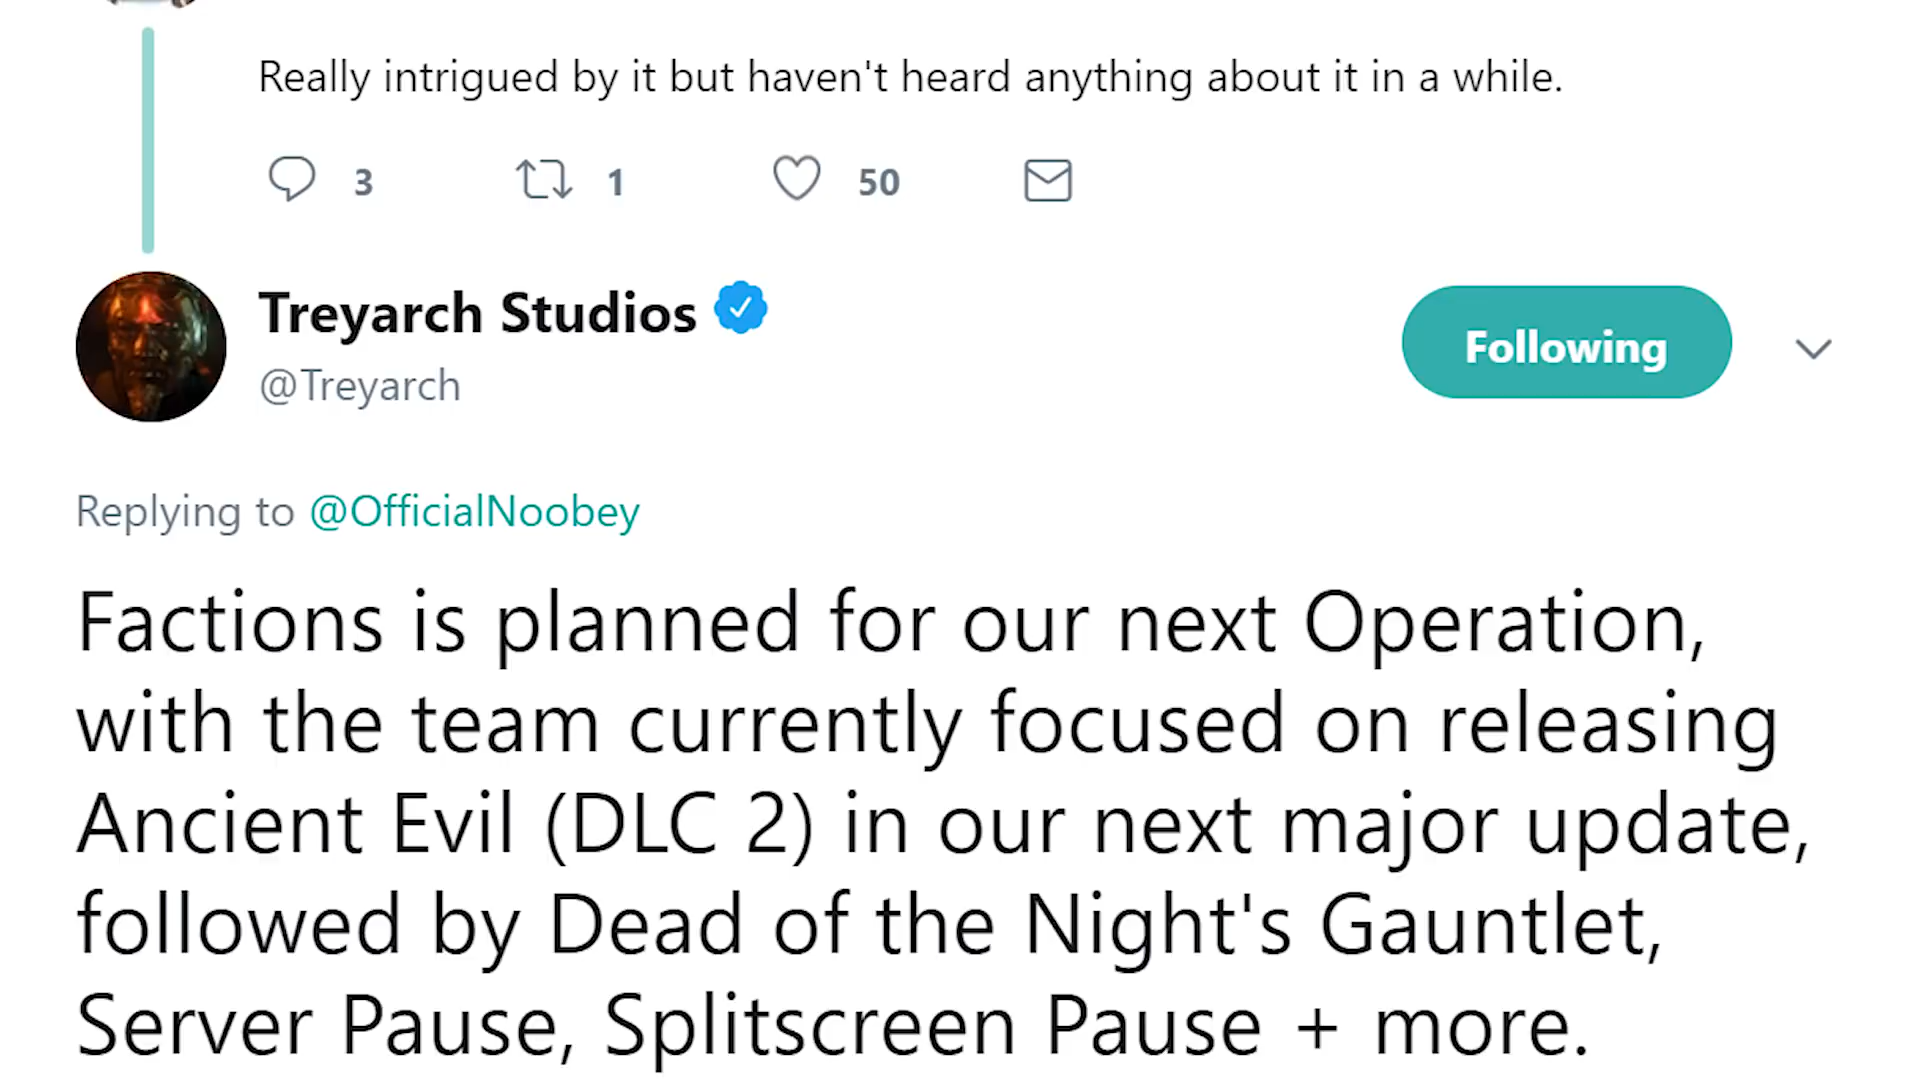 Really intrigued by it but haven't heard anything about it in a while.
3 1 50
Treyarch Studios
@Treyarch
Following
Replying to @OfficialNoobey
Factions is planned for our next Operation,
with the team currently focused on releasing
Ancient Evil (DLC 2) in our next major update,
followed by Dead of the Night's Gauntlet,
Server Pause, Splitscreen Pause + more.